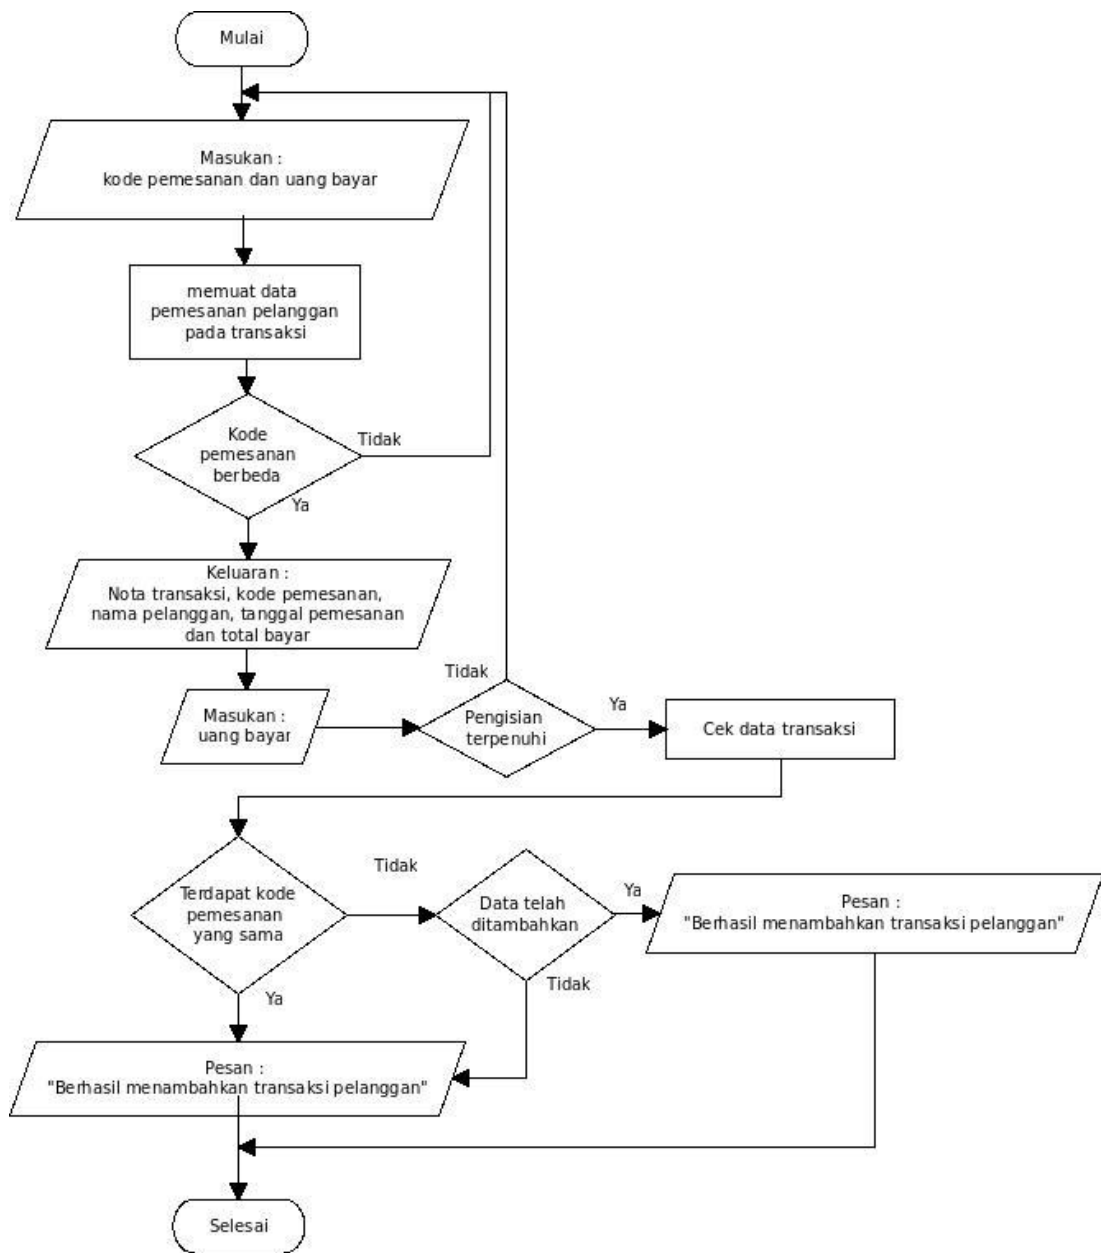 Mulai
Masukan :
kode pemesanan dan uang bayar
memuat data
pemesanan pelanggan
pada transaksi
Kode
pemesanan
berbeda
Tidak
Ya
Keluaran :
Nota transaksi, kode pemesanan,
nama pelanggan, tanggal pemesanan
dan total bayar
Masukan :
uang bayar
Tidak
Pengisian
terpenuhi
Ya
Cek data transaksi
Terdapat kode
pemesanan
yang sama
Tidak
Ya
Data telah
ditambahkan
Ya
Tidak
Pesan :
"Berhasil menambahkan transaksi pelanggan"
Pesan :
"Berhasil menambahkan transaksi pelanggan"
Selesai